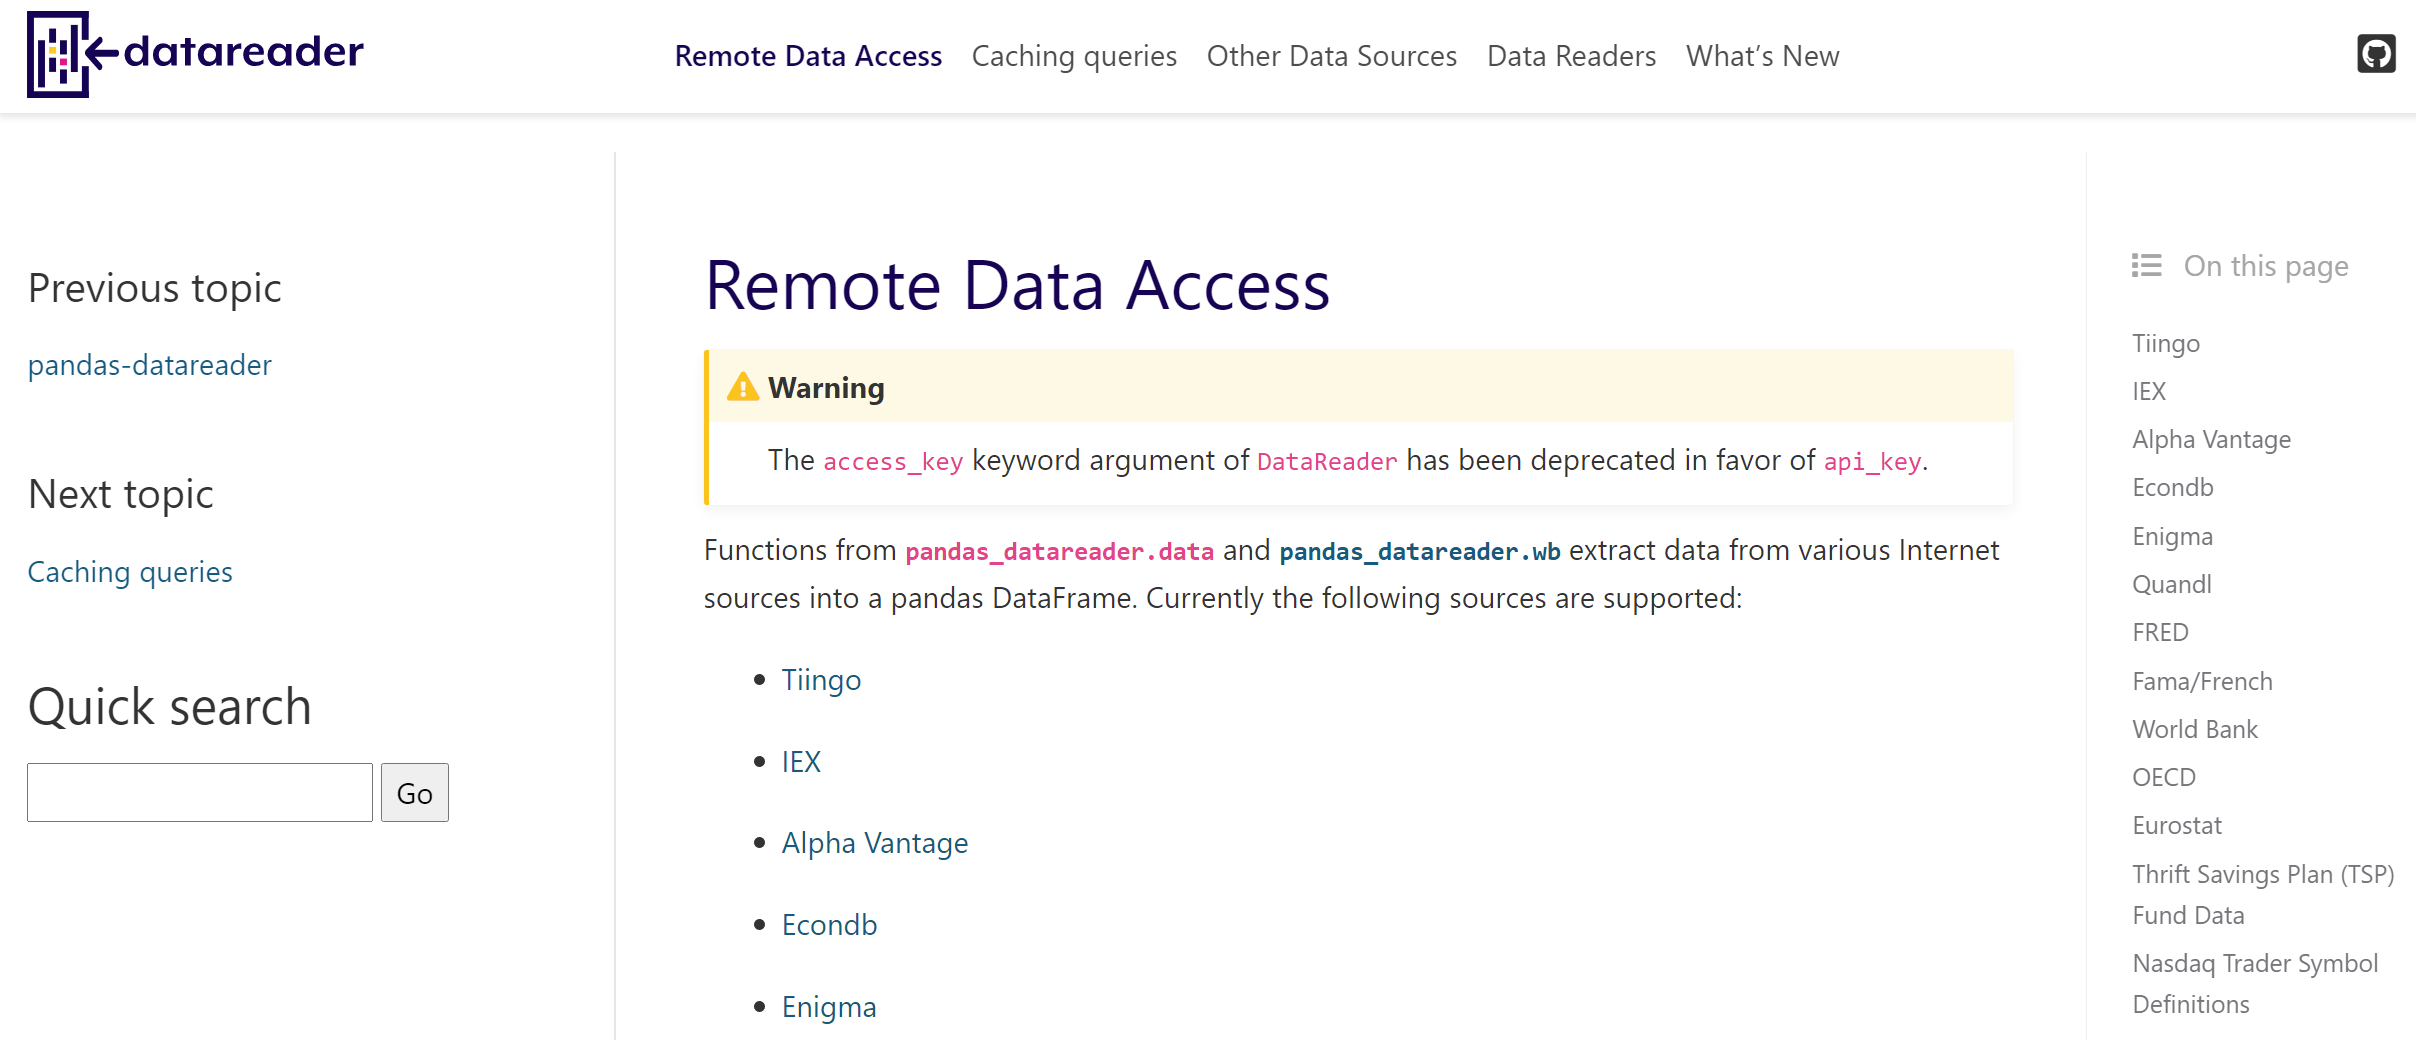 datareader
Remote Data Access
Caching queries
Other Data Sources
Data Readers
What’s New
Previous topic
pandas-datareader
Next topic
Caching queries
Quick search
Go
Remote Data Access
Warning
The access_key keyword argument of DataReader has been deprecated in favor of api_key.
Functions from pandas_datareader.data and pandas_datareader.wb extract data from various Internet
sources into a pandas DataFrame. Currently the following sources are supported:
• Tiingo
• IEX
• Alpha Vantage
• Econdb
• Enigma
On this page
Tiingo
IEX
Alpha Vantage
Econdb
Enigma
Quandl
FRED
Fama/French
World Bank
OECD
Eurostat
Thrift Savings Plan (TSP)
Fund Data
Nasdaq Trader Symbol
Definitions